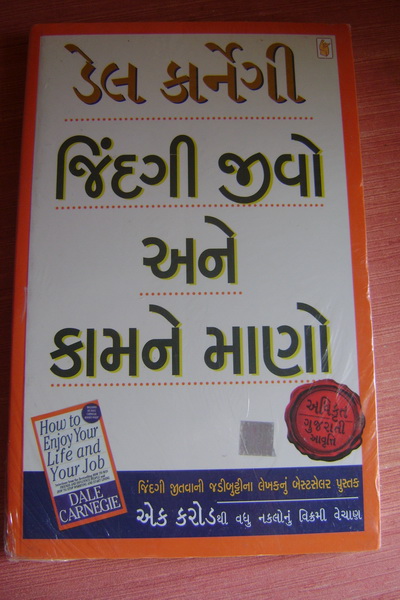 ડેલ કાર્નેગી
જિંદગી જીવો
અને
કામને માણો
અધિકૃત
ગુજરાતી
આવૃત્તિ
How to
Enjoy Your
Life and
Your Job
DALE
CARNEGIE
જિંદગી જીતવાની જડીબુટ્ટીના લેખકનું બેસ્ટસેલર પુસ્તક
એક કરોડથી વધુ નકલોનું વિક્રમી વેચાણ